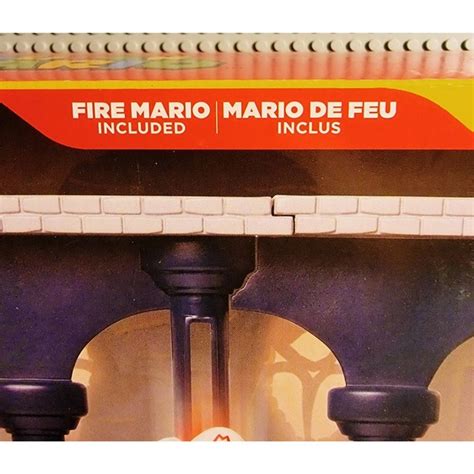 FIRE MARIO | MARIO DE FEU
INCLUDED | INCLUS